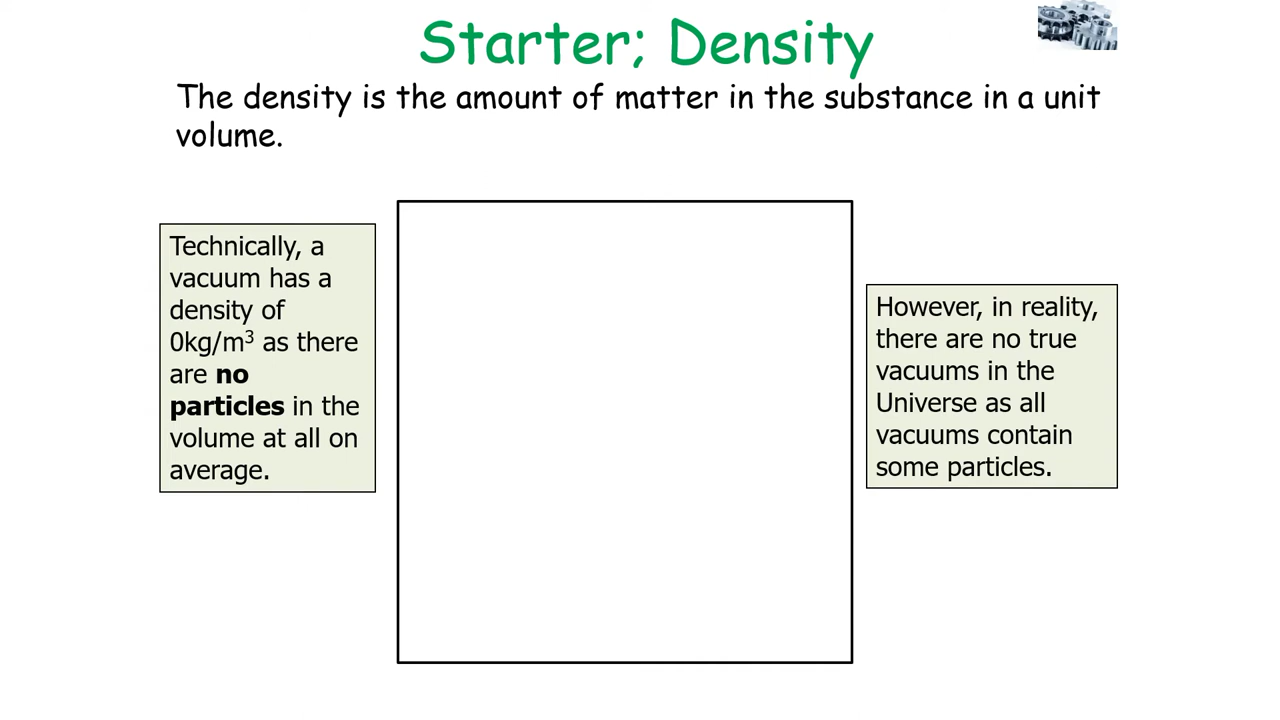 Starter; Density
The density is the amount of matter in the substance in a unit
volume.
Technically, a
vacuum has a
density of
0kg/m³ as there
are no
particles in the
volume at all on
average.
However, in reality,
there are no true
vacuums in the
Universe as all
vacuums contain
some particles.